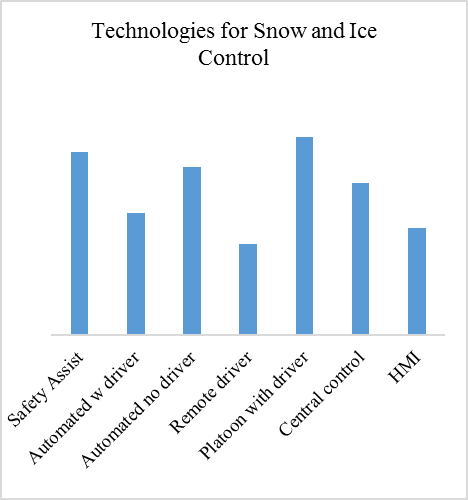 Technologies for Snow and Ice
Control
Safety Assist
Automated w driver
Automated no driver
Remote driver
Platoon with driver
Central control
HMI